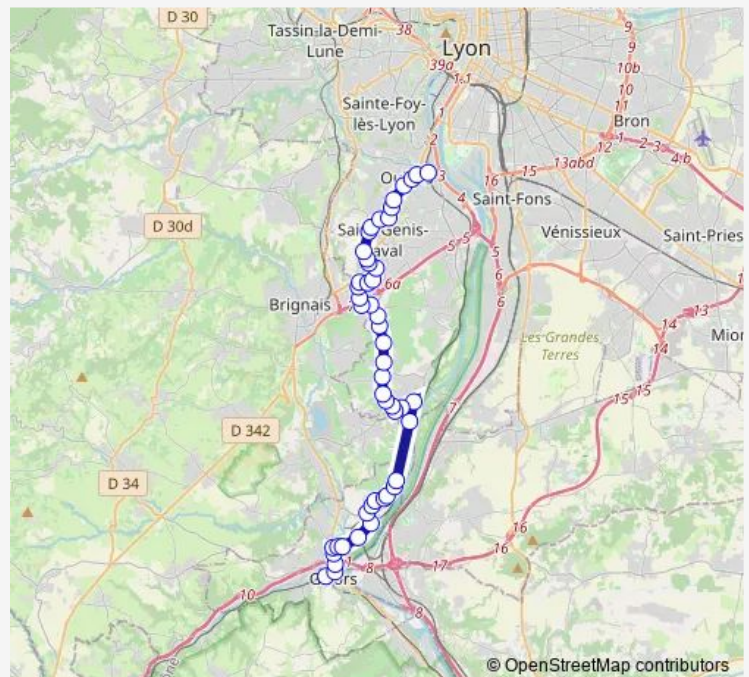 D 30
Tassin-la-Demi-
Lune
38
Lyon
39a
1.1
9
9
10b
10
11
Sainte-Foy-
lès-Lyon
1
Bron
12
1
2
3
4.b
2
13abd
3
15
16
4
Saint-Fons
D 30d
5
5
Vénissieux
Saint-Pries
5
6a
6
6
Brignais
13
14
Mior
Les Grandes
Terres
14
7
15
15
D 342
D 34
16
16
17
8
10
8
© OpenStreetMap contributors